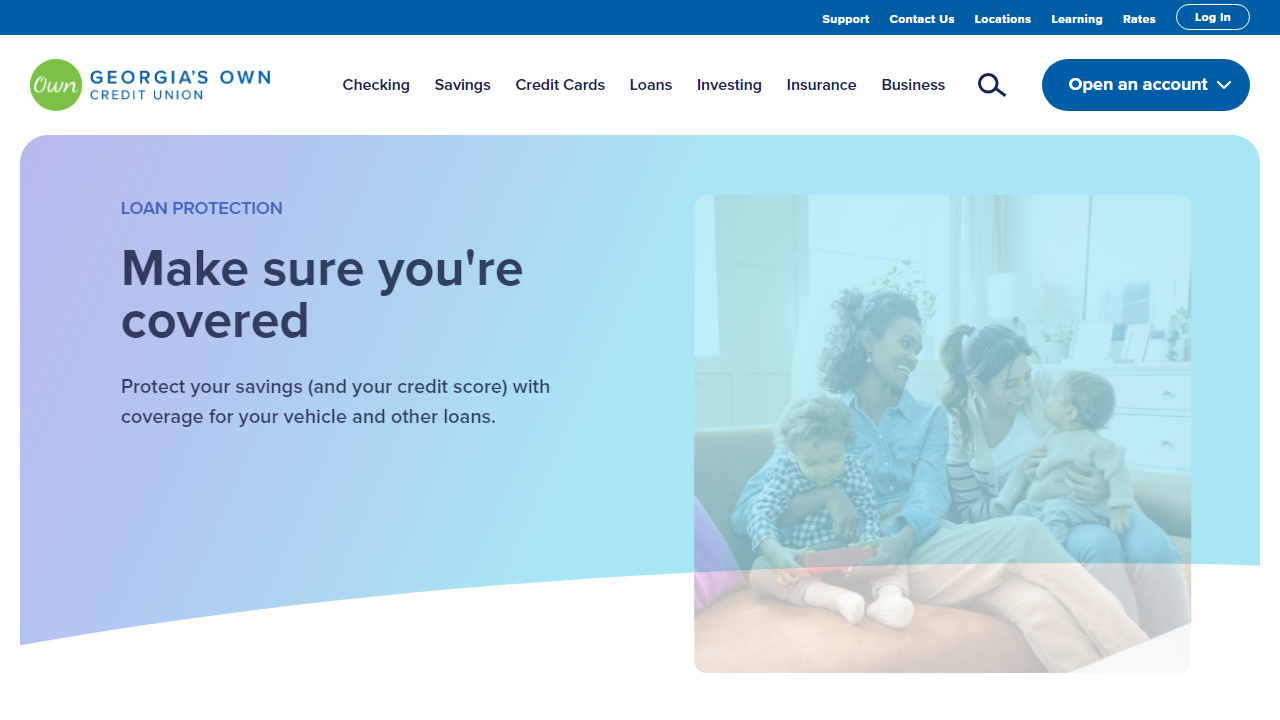 Support Contact Us Locations Learning Rates Log In
Own GEORGIA'S OWN
CREDIT UNION
Checking Savings Credit Cards Loans Investing Insurance Business Open an account
LOAN PROTECTION
Make sure you're
covered
Protect your savings (and your credit score) with
coverage for your vehicle and other loans.